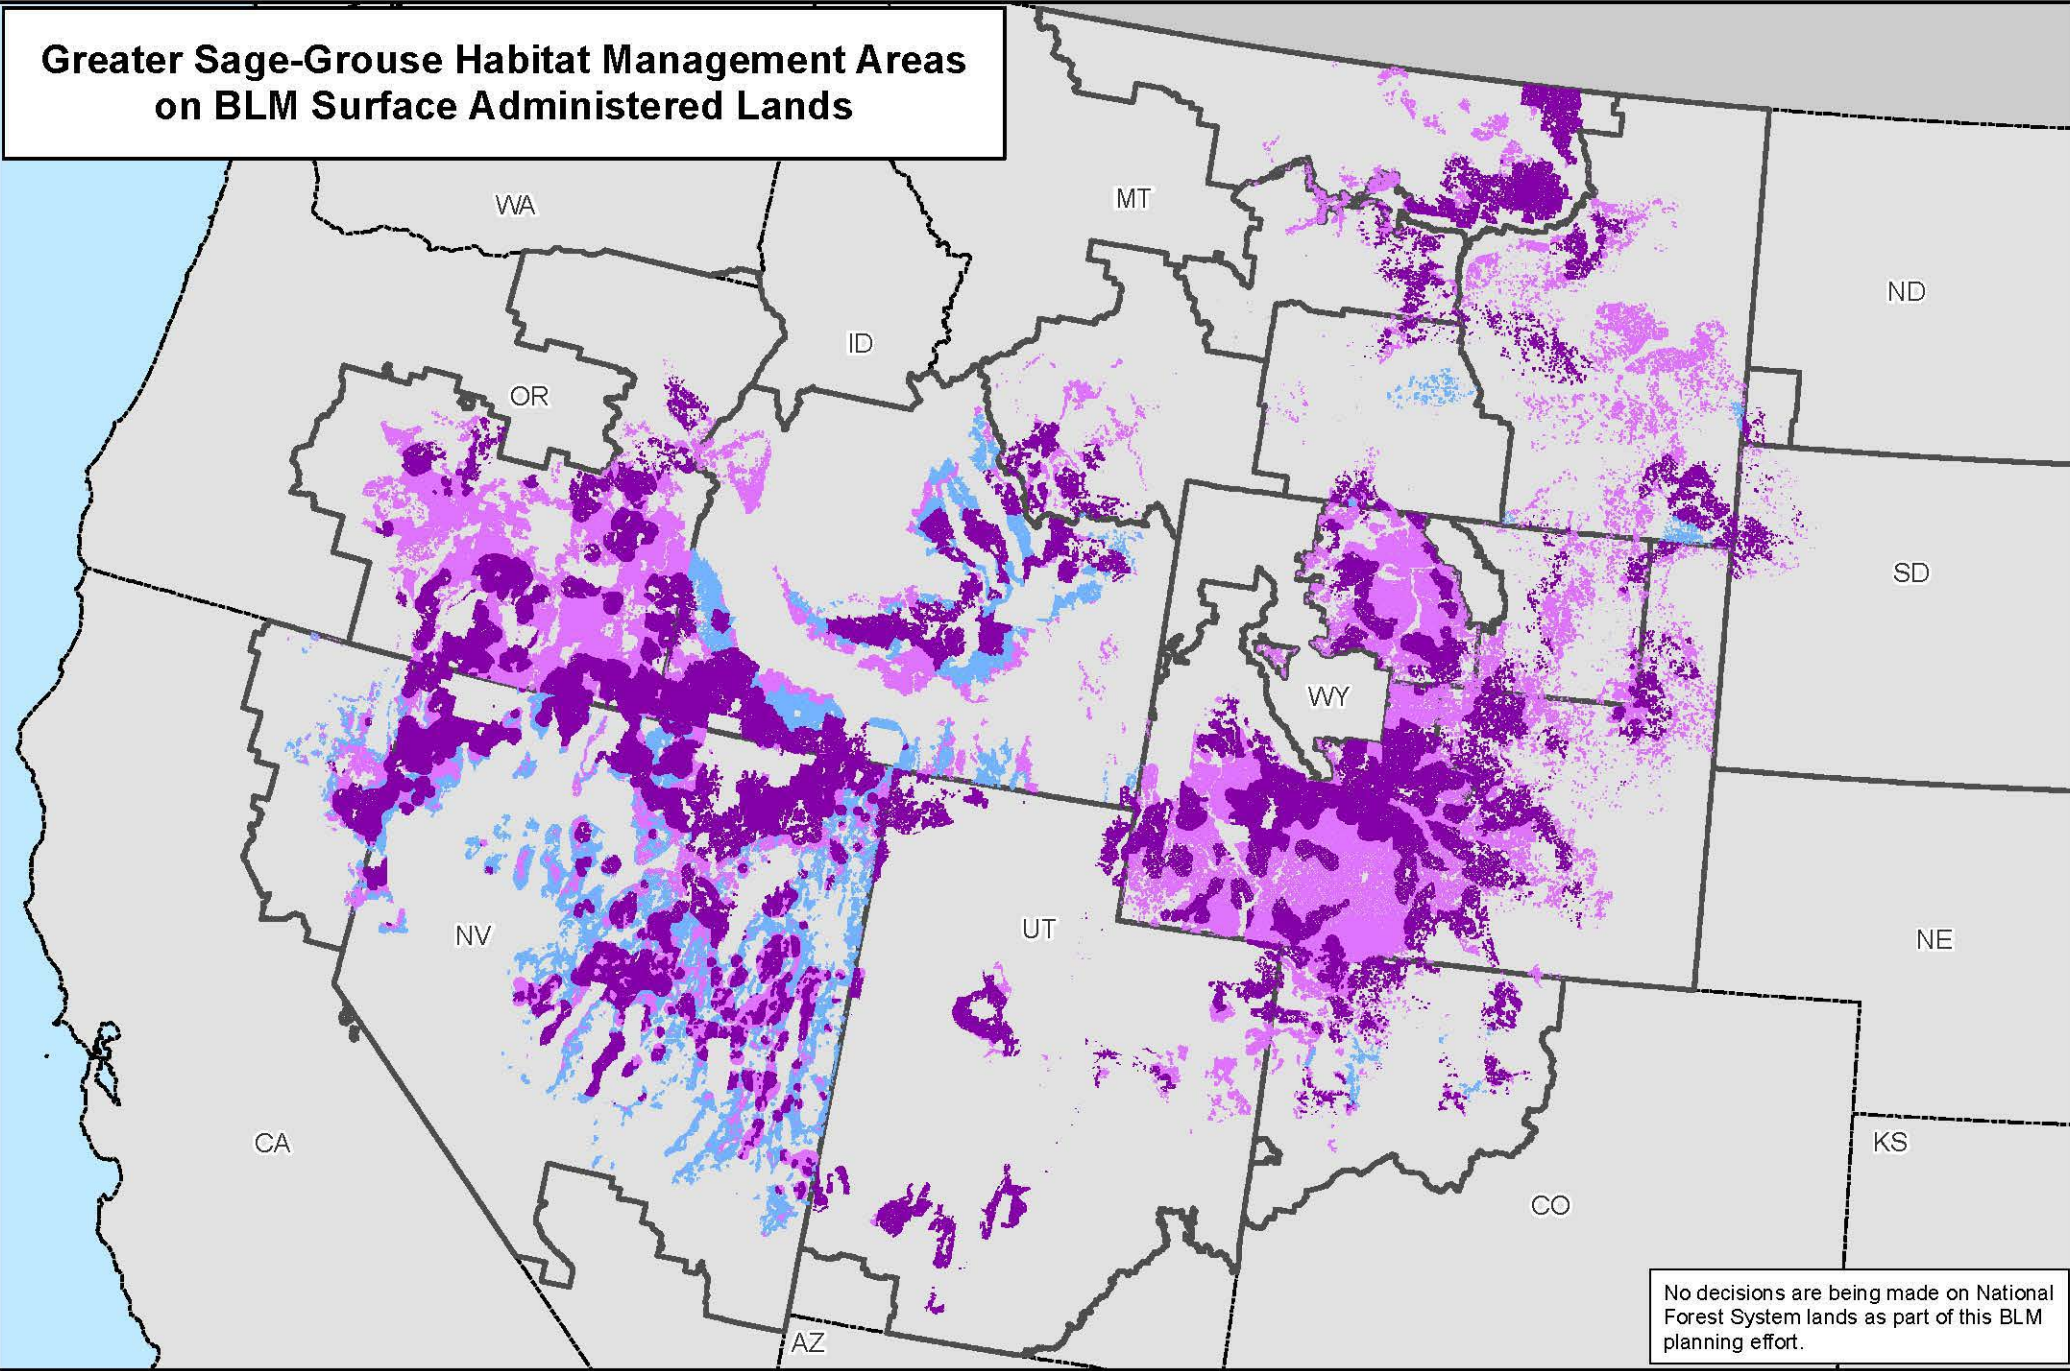 Greater Sage-Grouse Habitat Management Areas
on BLM Surface Administered Lands
WA
MT
ND
ID
OR
SD
WY
NV
UT
NE
CA
KS
CO
AZ
No decisions are being made on National
Forest System lands as part of this BLM
planning effort.